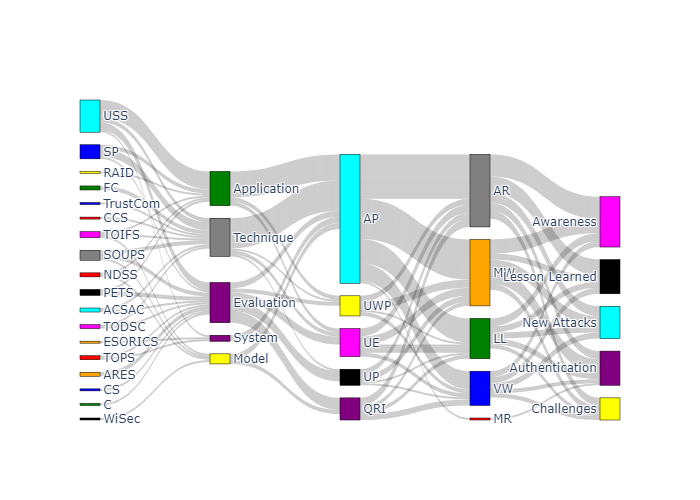 USS
SP
RAID
FC
TrustCom
CCS
TOIFS
SOUPS
NDSS
PETS
ACSAC
TODSC
ESORICS
TOPS
ARES
CS
C
WiSec
Application
Technique
Evaluation
System
Model
AP
UWP
UE
UP
QRI
AR
MW
LL
VW
MR
Awareness
Lesson Learned
New Attacks
Authentication
Challenges